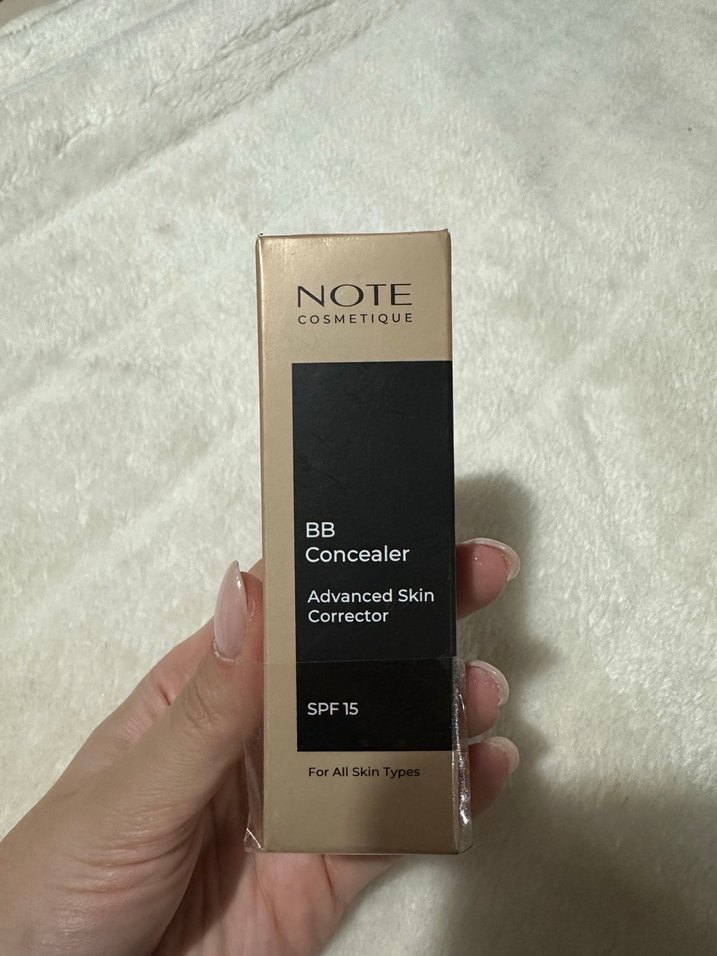 NOTE
COSMETIQUE
BB
Concealer
Advanced Skin
Corrector
SPF 15
For All Skin Types